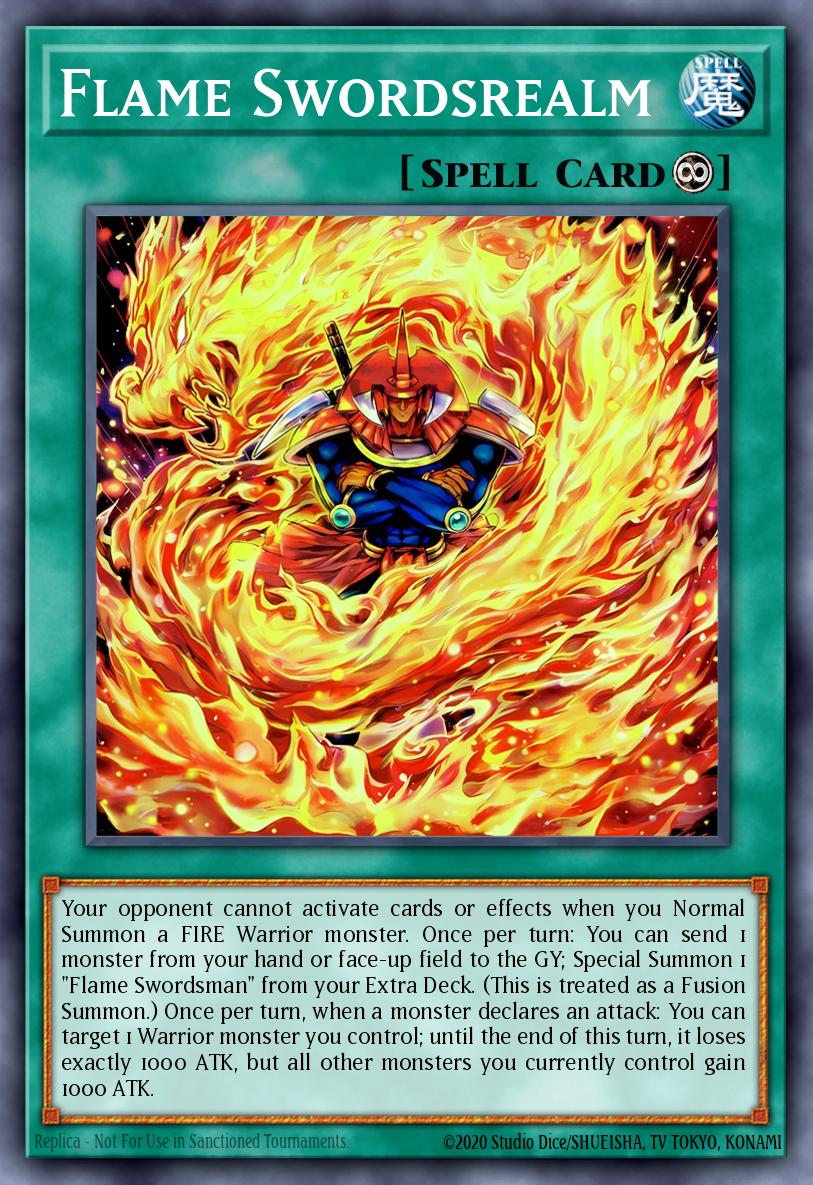 Flame Swordsrealm
SPELL
魔
[Spell Card]
Your opponent cannot activate cards or effects when you Normal
Summon a FIRE Warrior monster. Once per turn: You can send 1
monster from your hand or face-up field to the GY; Special Summon 1
"Flame Swordsman" from your Extra Deck. (This is treated as a Fusion
Summon.) Once per turn, when a monster declares an attack: You can
target 1 Warrior monster you control; until the end of this turn, it loses
exactly 1000 ATK, but all other monsters you currently control gain
1000 ATK.
Replica - Not For Use in Sanctioned Tournaments.
©2020 Studio Dice/SHUEISHA, TV TOKYO, KONAMI